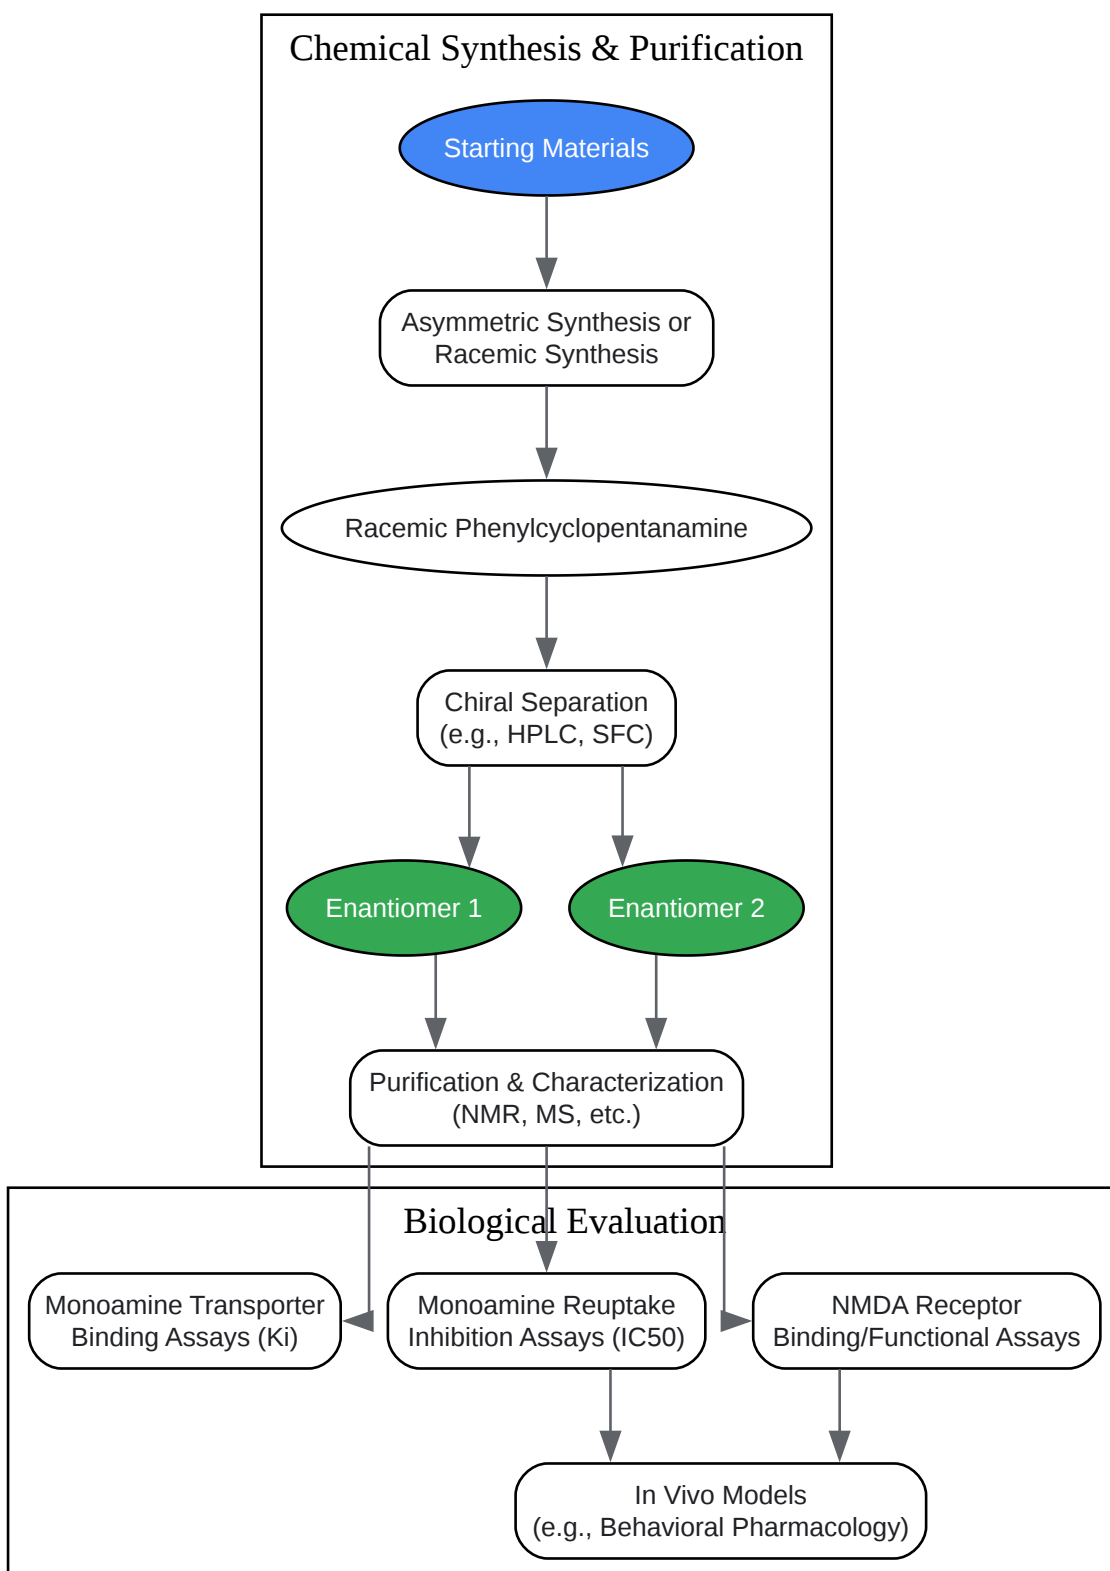 Chemical Synthesis & Purification
Starting Materials
Asymmetric Synthesis or
Racemic Synthesis
Racemic Phenylcyclopentanamine
Chiral Separation
(e.g., HPLC, SFC)
Enantiomer 1
Enantiomer 2
Purification & Characterization
(NMR, MS, etc.)
Biological Evaluation
Monoamine Transporter
Binding Assays (Ki)
Monoamine Reuptake
Inhibition Assays (IC50)
NMDA Receptor
Binding/Functional Assays
In Vivo Models
(e.g., Behavioral Pharmacology)